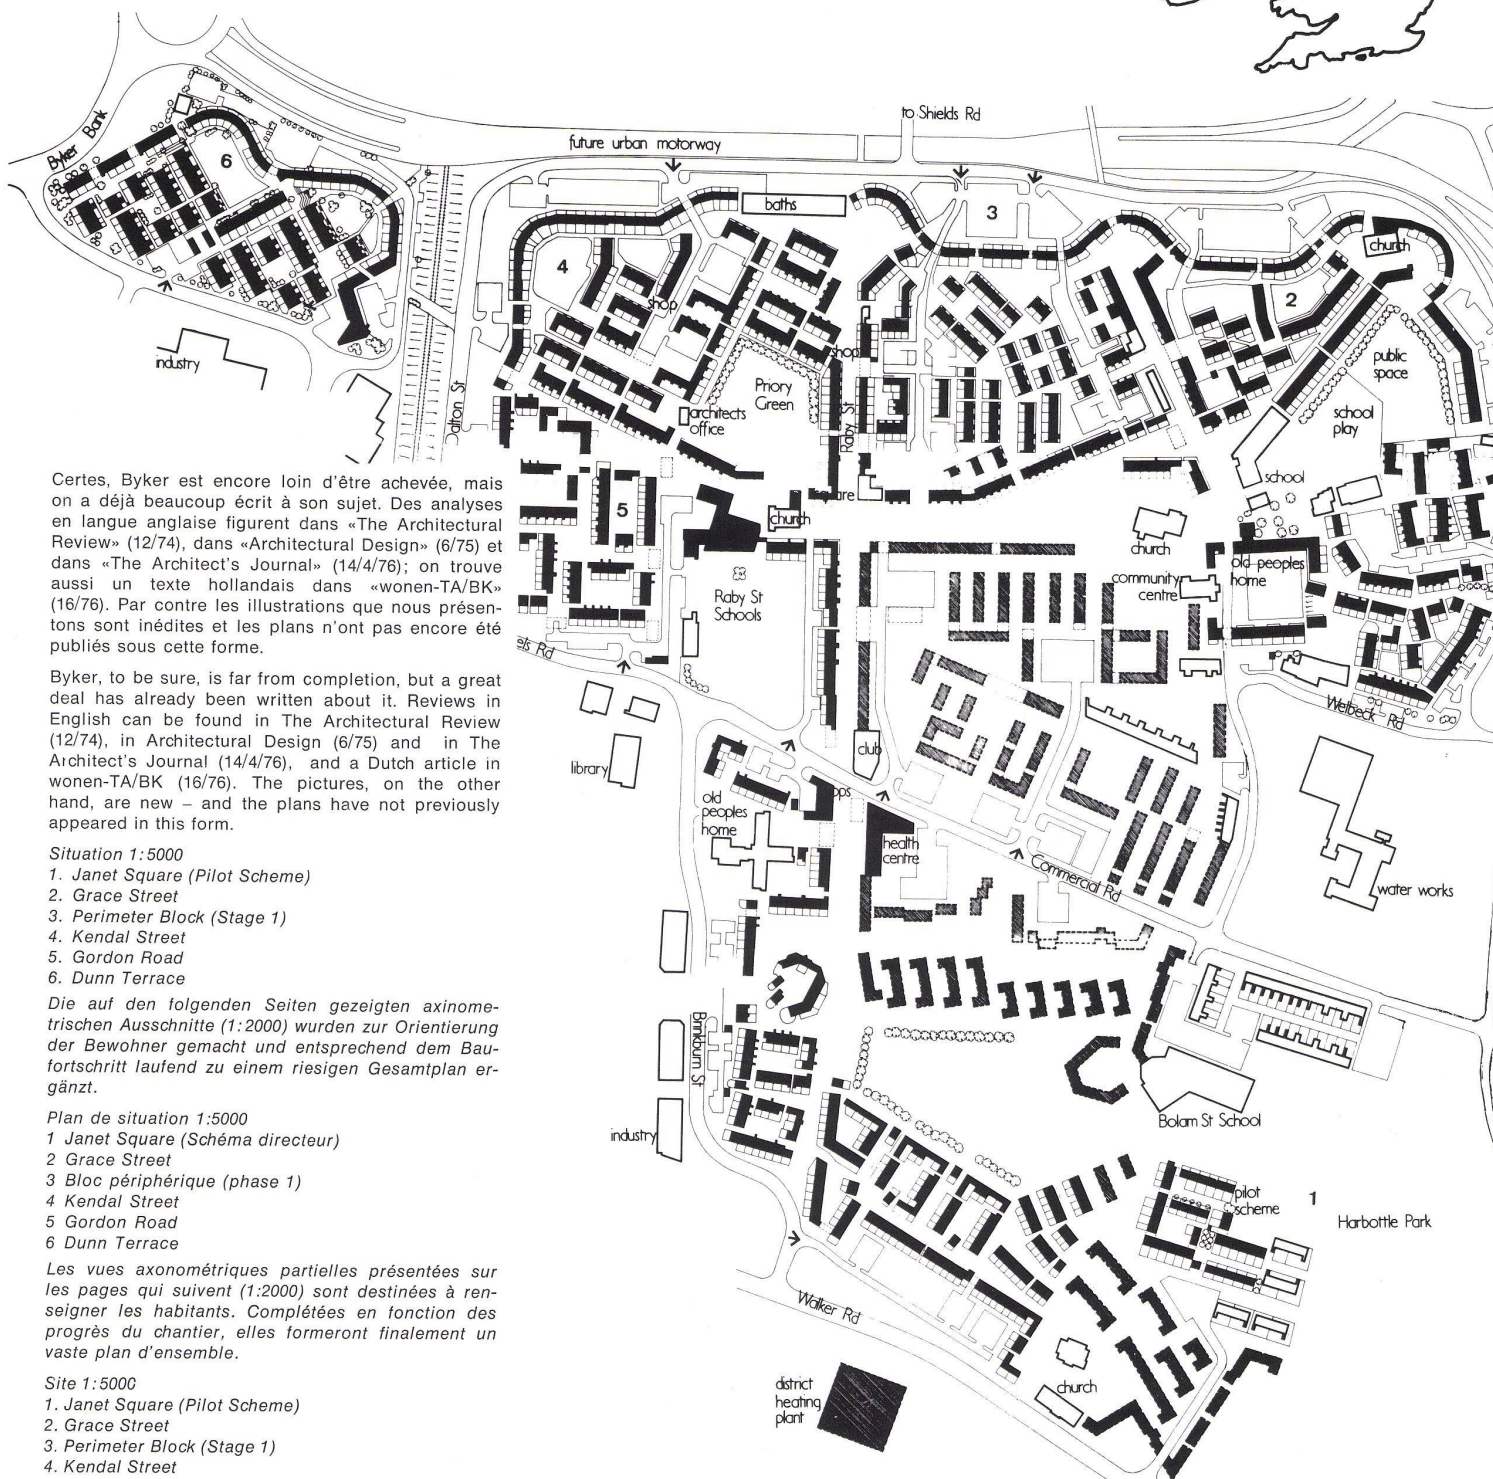 to Shields Rd
future urban motorway
Byker Bank
6
baths
3
church
4
2
shop
industry
public
space
shop
Priory
Green
Raby St
school
play
architects
office
Dalton St
school
square
5
church
church
old peoples
home
community
centre
Raby St
Schools
els Rd
Welbeck Rd
library
club
old
peoples
home
ops
health
centre
Commercial Rd
water works
Brinkburn St
industry
Bolam St School
pilot
scheme
1
Harbottle Park
Walker Rd
church
district
heating
plant
Certes, Byker est encore loin d'être achevée, mais
on a déjà beaucoup écrit à son sujet. Des analyses
en langue anglaise figurent dans «The Architectural
Review» (12/74), dans «Architectural Design» (6/75) et
dans «The Architect's Journal» (14/4/76); on trouve
aussi un texte hollandais dans «wonen-TA/BK»
(16/76). Par contre les illustrations que nous présen-
tons sont inédites et les plans n'ont pas encore été
publiés sous cette forme.
Byker, to be sure, is far from completion, but a great
deal has already been written about it. Reviews in
English can be found in The Architectural Review
(12/74), in Architectural Design (6/75) and in The
Architect's Journal (14/4/76), and a Dutch article in
wonen-TA/BK (16/76). The pictures, on the other
hand, are new – and the plans have not previously
appeared in this form.
Situation 1:5000
1. Janet Square (Pilot Scheme)
2. Grace Street
3. Perimeter Block (Stage 1)
4. Kendal Street
5. Gordon Road
6. Dunn Terrace
Die auf den folgenden Seiten gezeigten axinome-
trischen Ausschnitte (1:2000) wurden zur Orientierung
der Bewohner gemacht und entsprechend dem Bau-
fortschritt laufend zu einem riesigen Gesamtplan er-
gänzt.
Plan de situation 1:5000
1 Janet Square (Schéma directeur)
2 Grace Street
3 Bloc périphérique (phase 1)
4 Kendal Street
5 Gordon Road
6 Dunn Terrace
Les vues axonométriques partielles présentées sur
les pages qui suivent (1:2000) sont destinées à ren-
seigner les habitants. Complétées en fonction des
progrès du chantier, elles formeront finalement un
vaste plan d'ensemble.
Site 1:5000
1. Janet Square (Pilot Scheme)
2. Grace Street
3. Perimeter Block (Stage 1)
4. Kendal Street